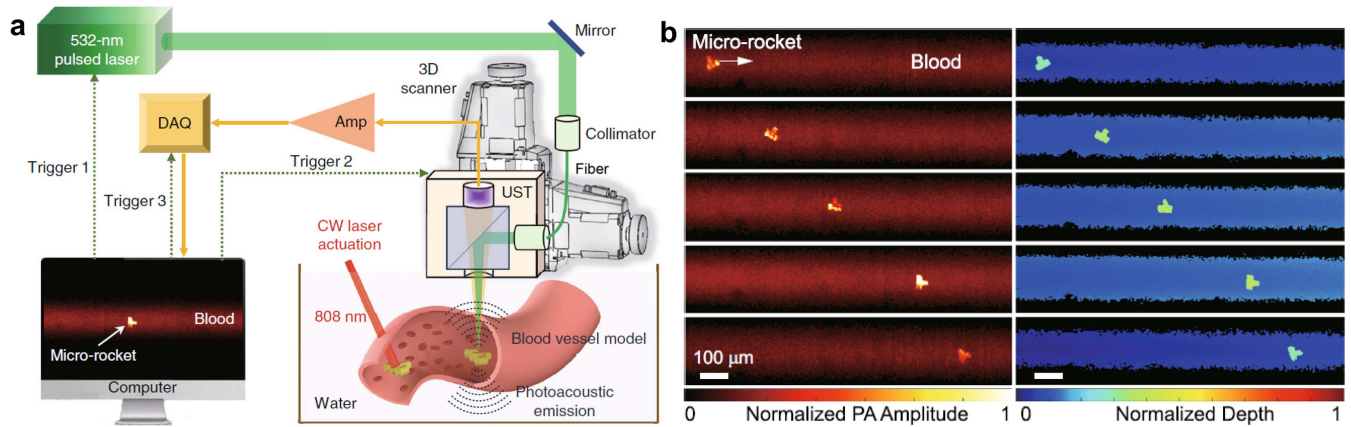 a
532-nm
pulsed laser
Mirror
3D
scanner
DAQ
Amp
Collimator
Trigger 1
Trigger 2
Fiber
Trigger 3
UST
CW laser
actuation
808 nm
Blood
Micro-rocket
Blood vessel model
Computer
Water
Photoacoustic
emission
b
Micro-rocket
Blood
100 μm
0 Normalized PA Amplitude 1
0 Normalized Depth 1